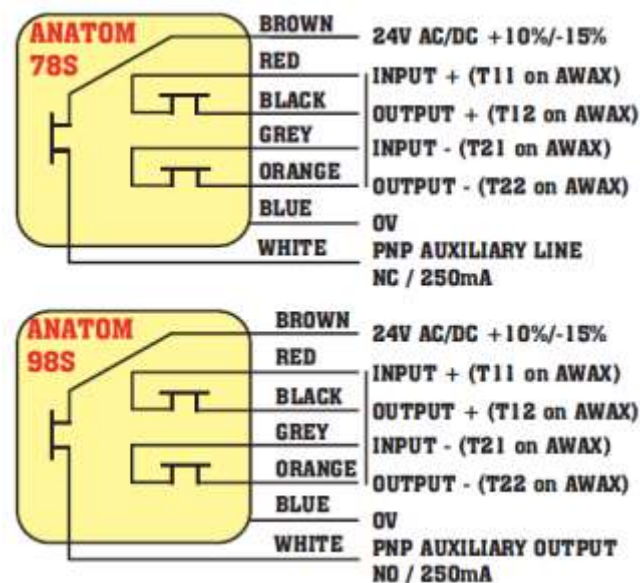 ANATOM
78S
BROWN
24V AC/DC +10%/-15%
RED
INPUT + (T11 on AWAX)
BLACK
OUTPUT + (T12 on AWAX)
GREY
INPUT - (T21 on AWAX)
ORANGE
OUTPUT - (T22 on AWAX)
BLUE
0V
WHITE
PNP AUXILIARY LINE
NC / 250mA
ANATOM
98S
BROWN
24V AC/DC +10%/-15%
RED
INPUT + (T11 on AWAX)
BLACK
OUTPUT + (T12 on AWAX)
GREY
INPUT - (T21 on AWAX)
ORANGE
OUTPUT - (T22 on AWAX)
BLUE
0V
WHITE
PNP AUXILIARY OUTPUT
NO / 250mA